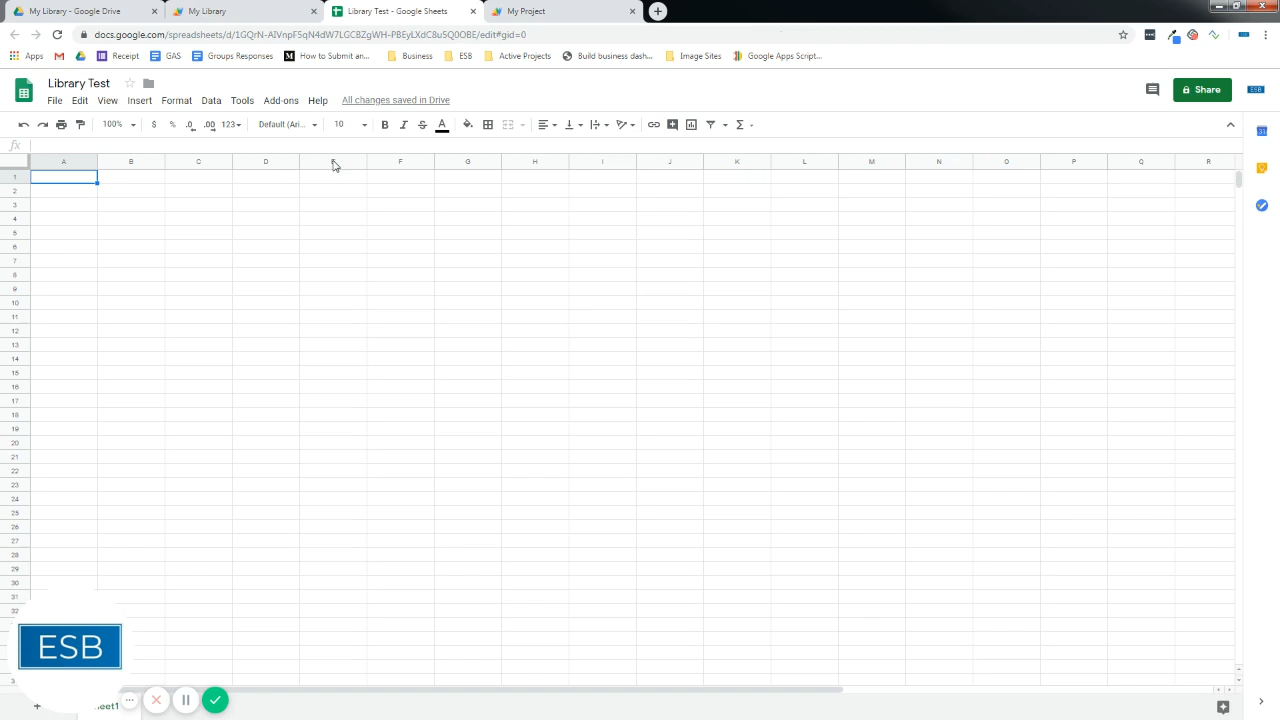 My Library - Google Drive
My Library
Library Test - Google Sheets
My Project
docs.google.com/spreadsheets/d/1GQrN-AIVnpF5qN4dW7LGCBZgWH-PBEyLXdC8u5Q0OBE/edit#gid=0
Apps
Receipt
GAS
Groups Responses
How to Submit an...
Business
ESB
Active Projects
Build business dash...
Image Sites
Google Apps Script...
Library Test
File Edit View Insert Format Data Tools Add-ons Help All changes saved in Drive
Share
ESB
100% $ % .0 .00 123 Default (Ari... 10 B I S A Σ
fx
A B C D E F G H I J K L M N O P Q R
1
2
3
4
5
6
7
8
9
10
11
12
13
14
15
16
17
18
19
20
21
22
23
24
25
26
27
28
29
30
31
32
ESB
heet1